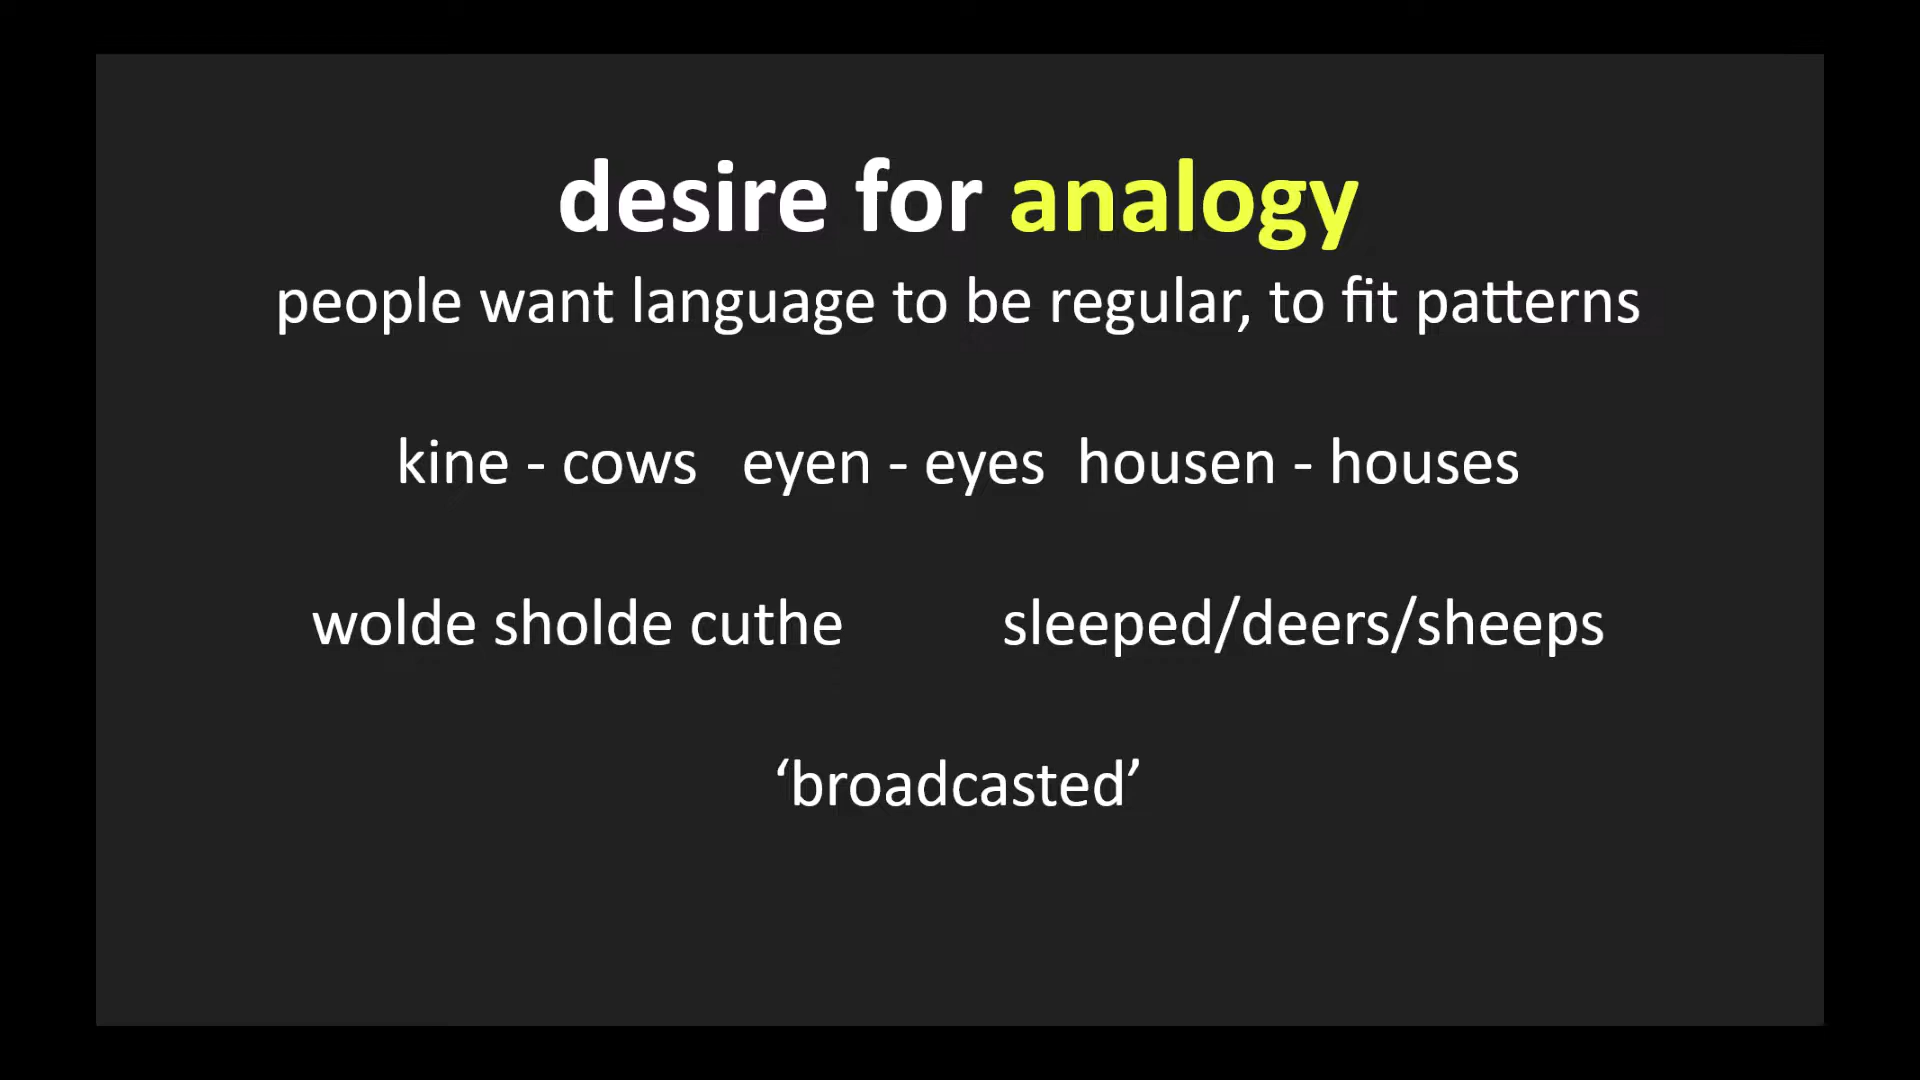 desire for analogy
people want language to be regular, to fit patterns
kine - cows eyen - eyes housen - houses
wolde sholde cuthe sleeped/deers/sheeps
‘broadcasted’